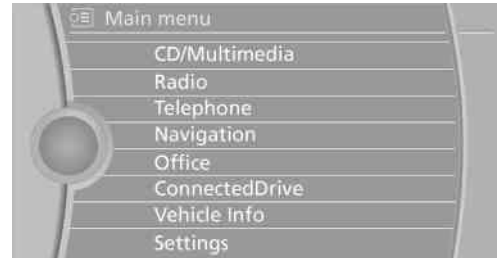 Main menu
CD/Multimedia
Radio
Telephone
Navigation
Office
ConnectedDrive
Vehicle Info
Settings